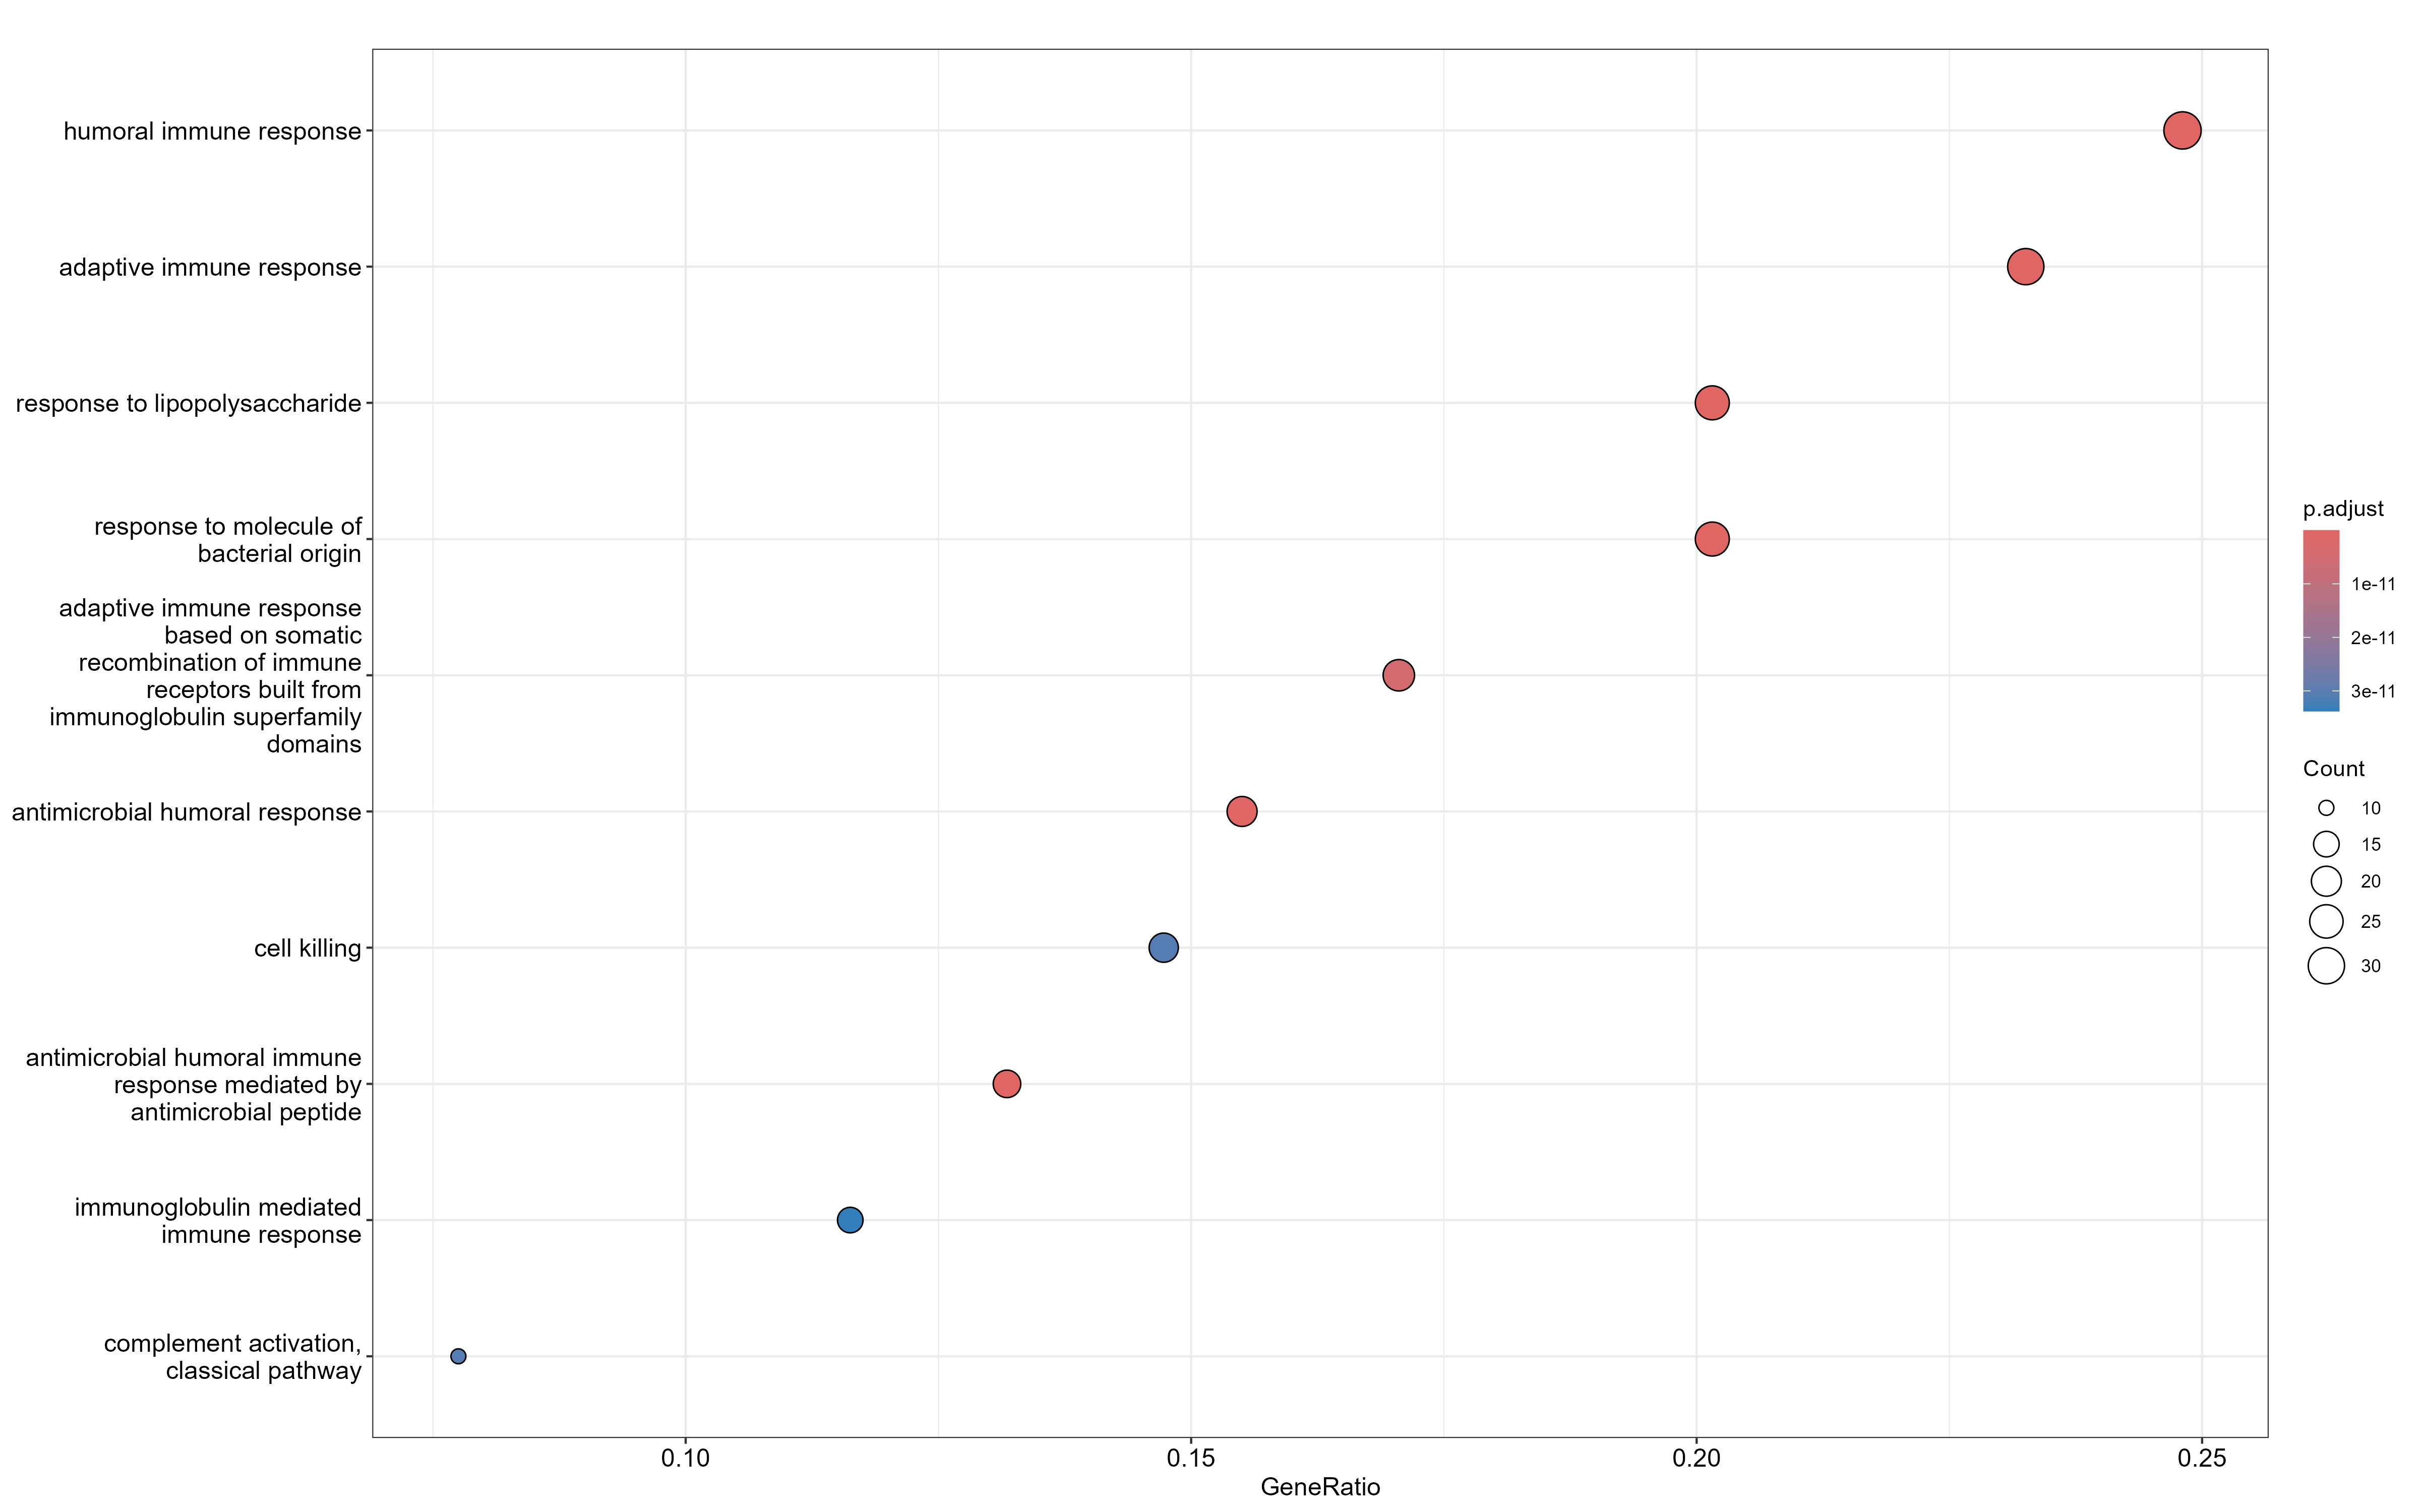 humoral immune response
adaptive immune response
response to lipopolysaccharide
response to molecule of
bacterial origin
adaptive immune response
based on somatic
recombination of immune
receptors built from
immunoglobulin superfamily
domains
antimicrobial humoral response
cell killing
antimicrobial humoral immune
response mediated by
antimicrobial peptide
immunoglobulin mediated
immune response
complement activation,
classical pathway
0.10
0.15
0.20
0.25
GeneRatio
p.adjust
1e-11
2e-11
3e-11
Count
10
15
20
25
30